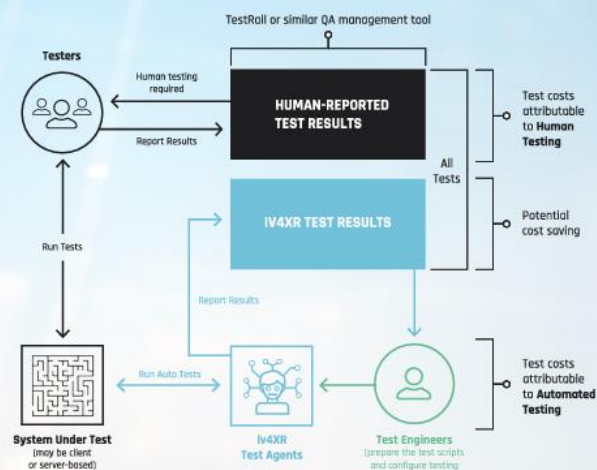 TestRail or similar QA management tool
Testers
Human testing
required
Report Results
HUMAN-REPORTED
TEST RESULTS
All
Tests
Test costs
attributable
to Human
Testing
IV4XR TEST RESULTS
Potential
cost saving
Run Tests
Report Results
Run Auto Tests
System Under Test
(may be client
or server-based)
Iv4XR
Test Agents
Test Engineers
(prepare the test scripts
and configure testing
Test costs
attributable
to Automated
Testing